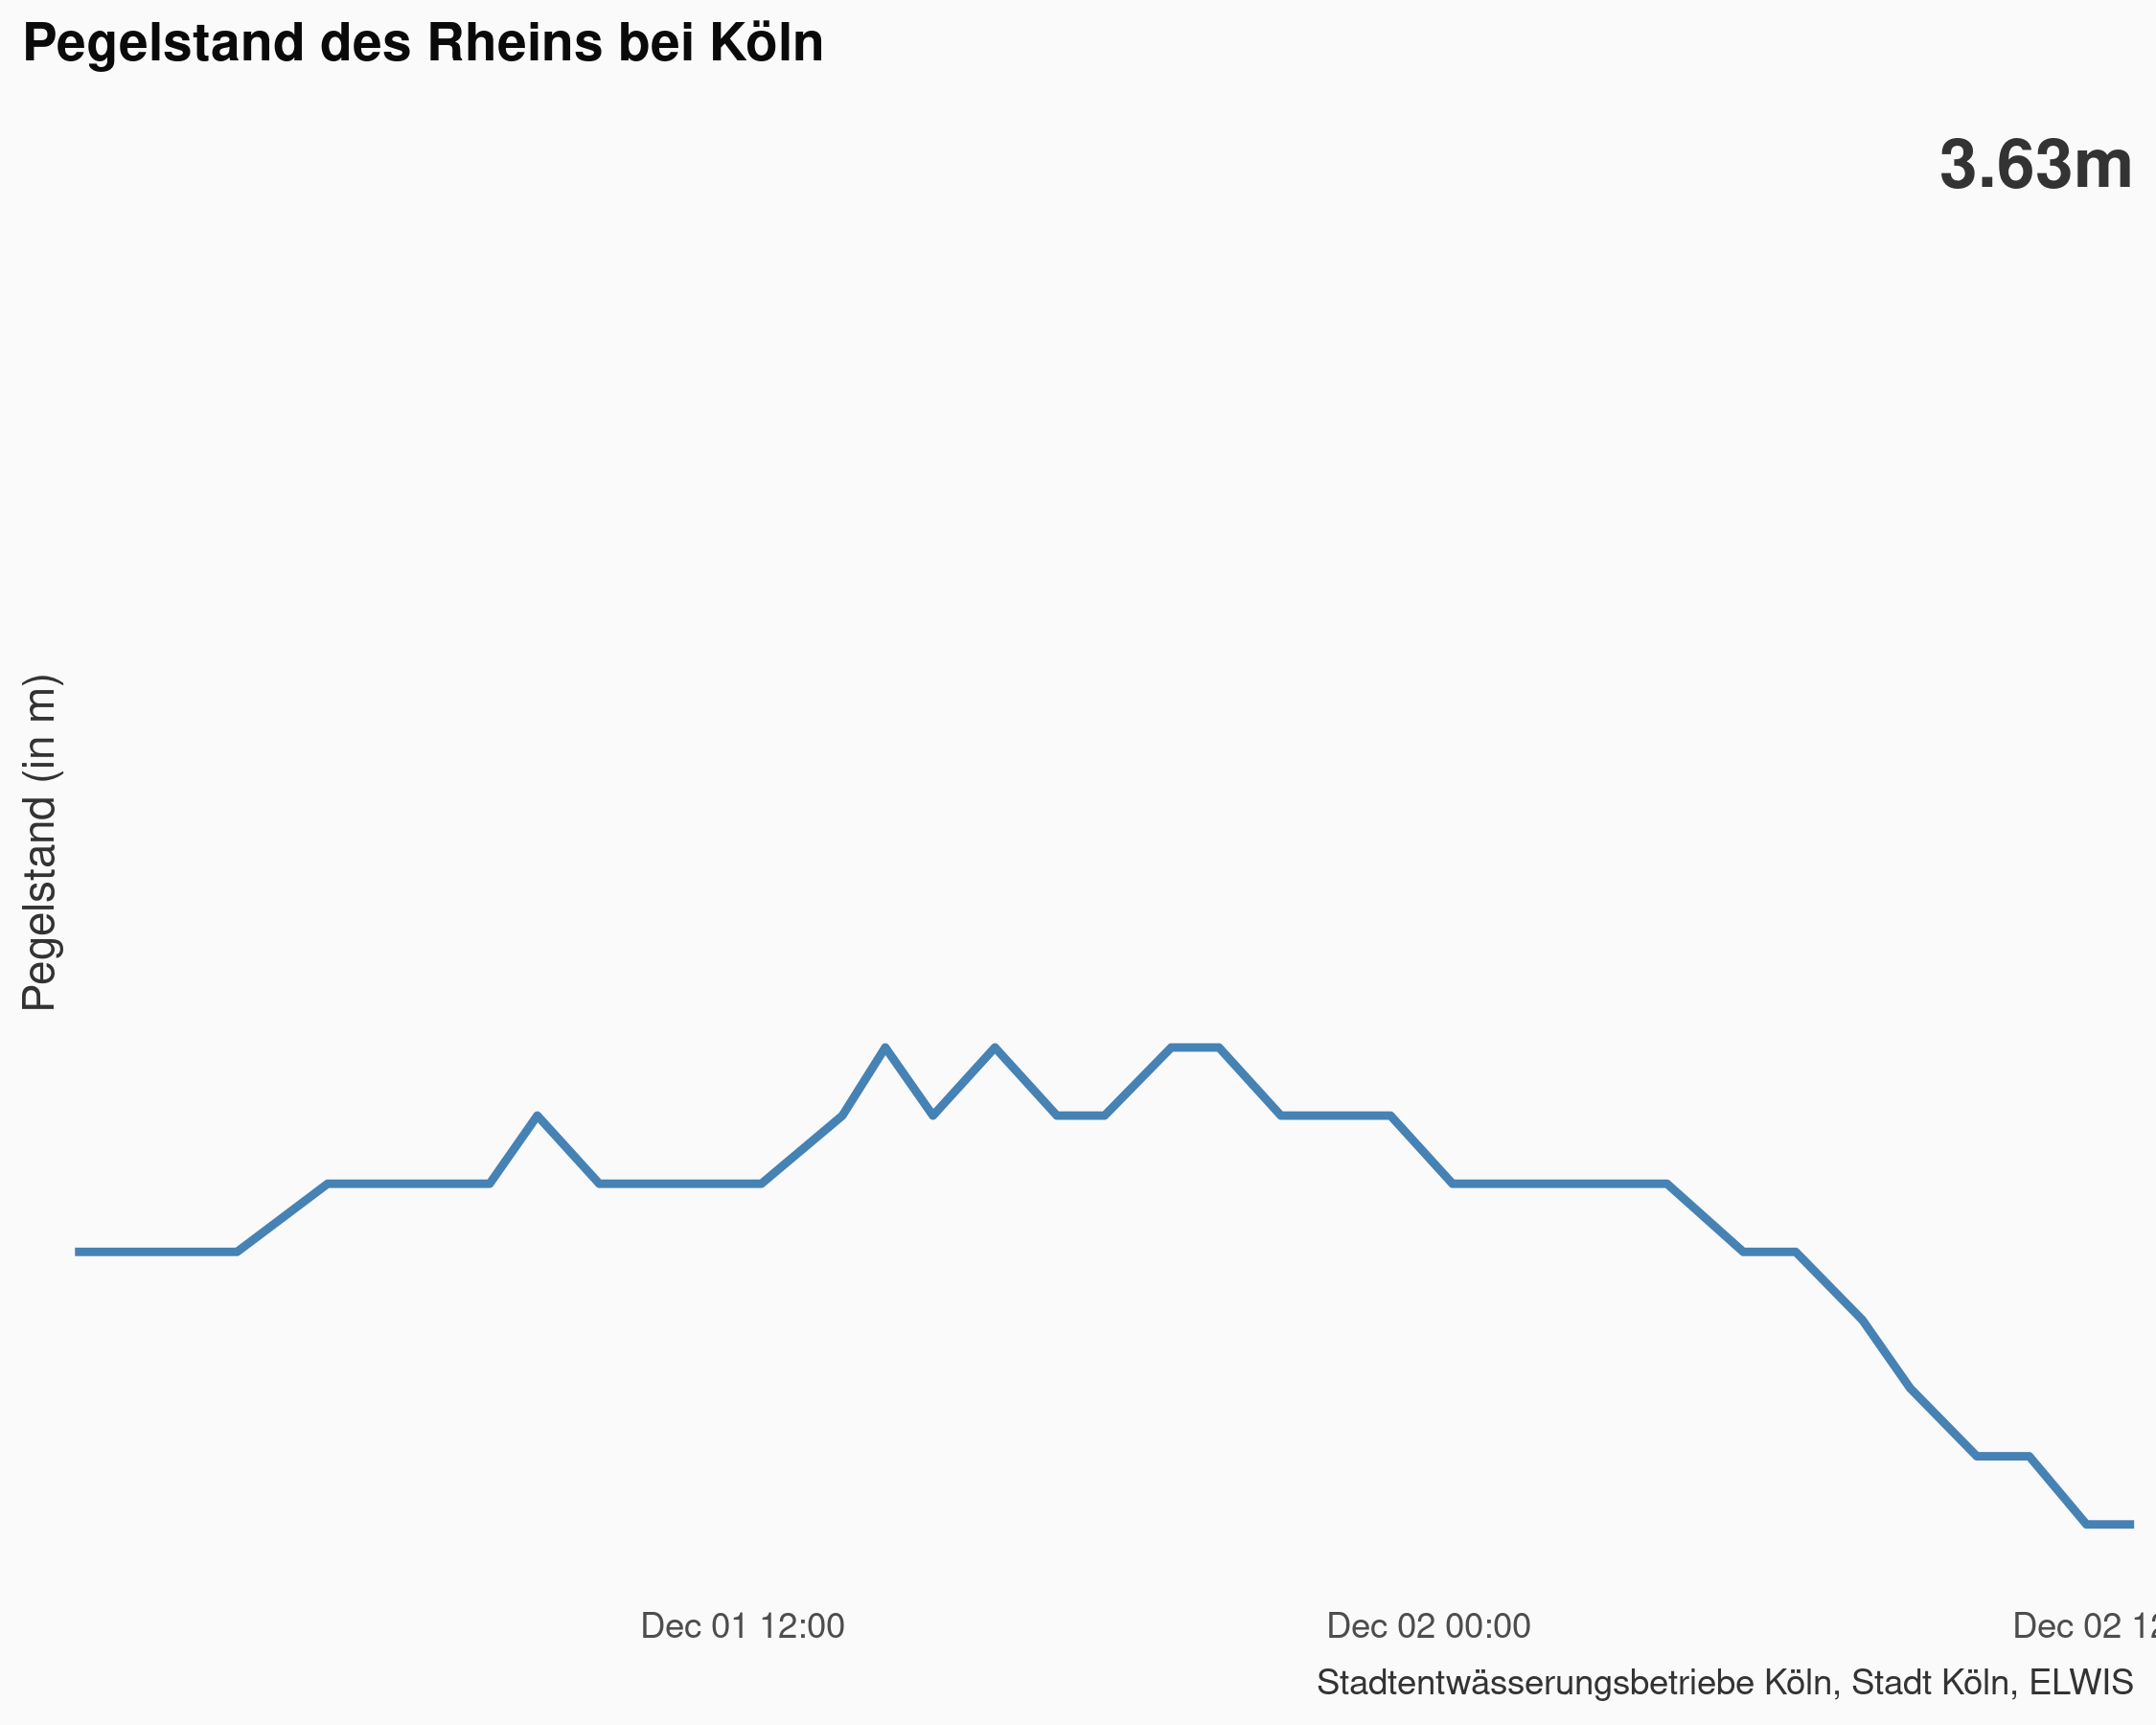 Pegelstand des Rheins bei Köln
3.63m
Pegelstand (in m)
Dec 01 12:00
Dec 02 00:00
Dec 02 12
Stadtentwässerungsbetriebe Köln, Stadt Köln, ELWIS